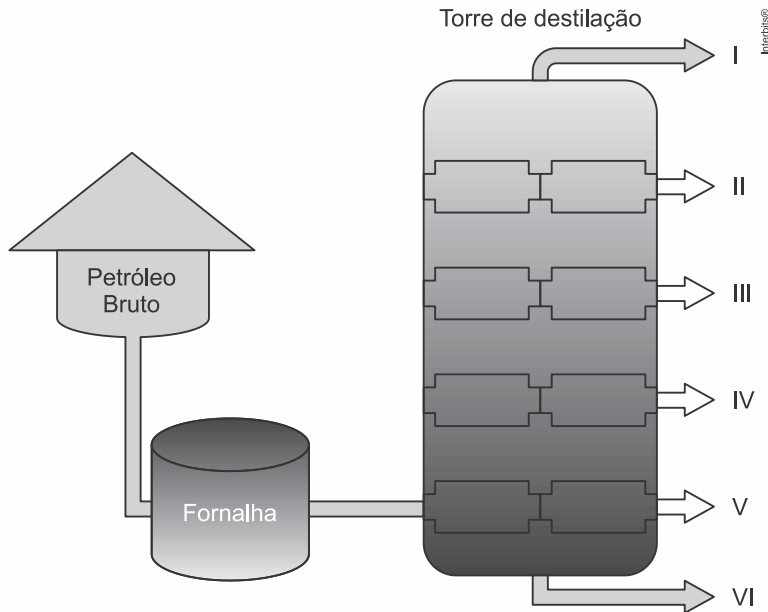 Torre de destilação
Interbits®
I
II
Petróleo
Bruto
III
IV
Fornalha
V
VI